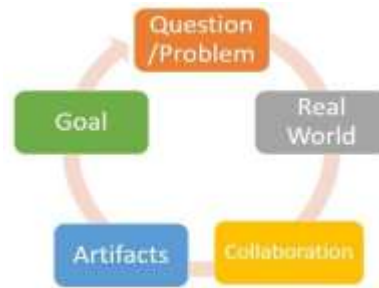 Question
/Problem
Real
World
Collaboration
Artifacts
Goal